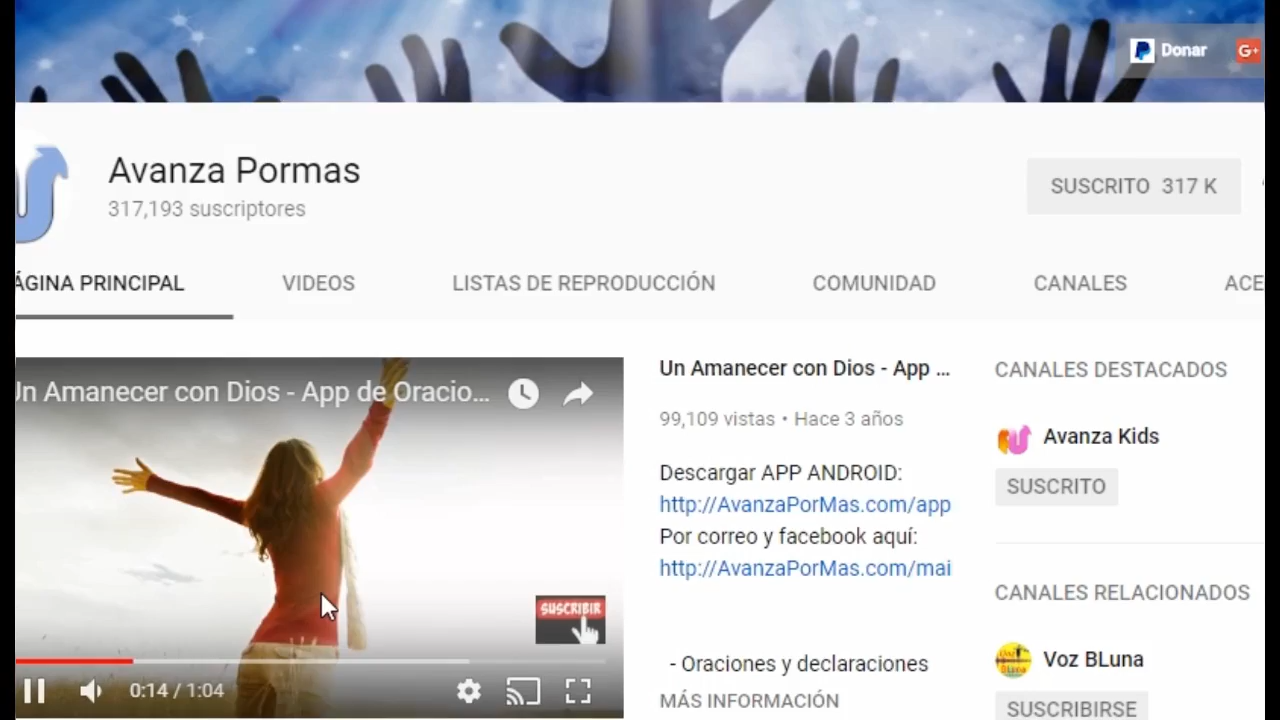 Donar
G+
Avanza Pormas
317,193 suscriptores
SUSCRITO 317 K
ÁGINA PRINCIPAL
VIDEOS
LISTAS DE REPRODUCCIÓN
COMUNIDAD
CANALES
ACE
Un Amanecer con Dios - App de Oracio...
SUSCRIBIR
0:14 / 1:04
Un Amanecer con Dios - App ...
99,109 vistas • Hace 3 años
Descargar APP ANDROID:
http://AvanzaPorMas.com/app
Por correo y facebook aquí:
http://AvanzaPorMas.com/mai
- Oraciones y declaraciones
MÁS INFORMACIÓN
CANALES DESTACADOS
Avanza Kids
SUSCRITO
CANALES RELACIONADOS
Voz BLuna
SUSCRIBIRSE